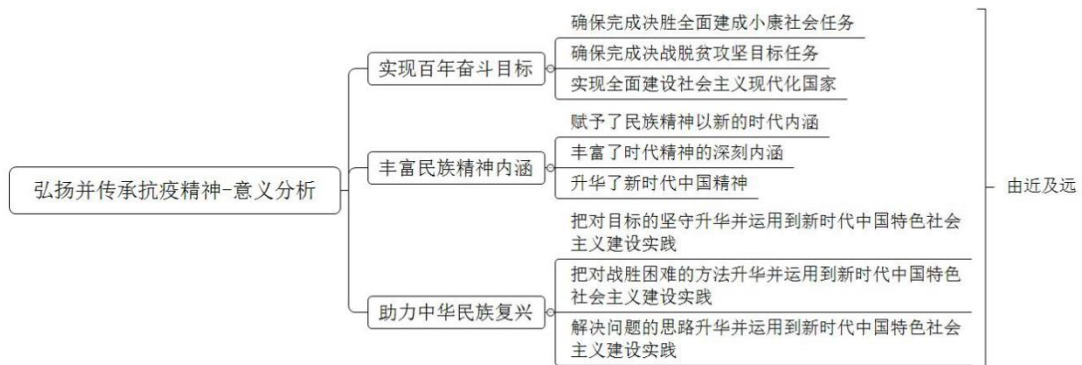 弘扬并传承抗疫精神-意义分析
实现百年奋斗目标
确保完成决胜全面建成小康社会任务
确保完成决战脱贫攻坚目标任务
实现全面建设社会主义现代化国家
丰富民族精神内涵
赋予了民族精神以新的时代内涵
丰富了时代精神的深刻内涵
升华了新时代中国精神
助力中华民族复兴
把对目标的坚守升华并运用到新时代中国特色社会
主义建设实践
把对战胜困难的方法升华并运用到新时代中国特色
社会主义建设实践
解决问题的思路升华并运用到新时代中国特色社会
主义建设实践
由近及远